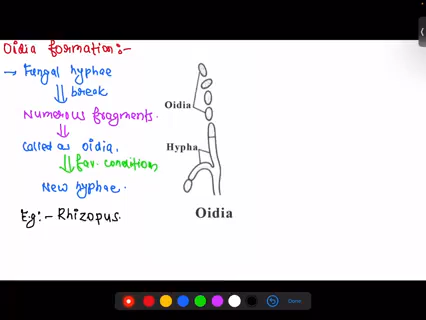 Oidia formation:-
→ Fungal hyphae
break
Numerous fragments.
Called as oidia.
fav. condition
New hyphae.
E.g:- Rhizopus.
Oidia
Hypha
Oidia
Done